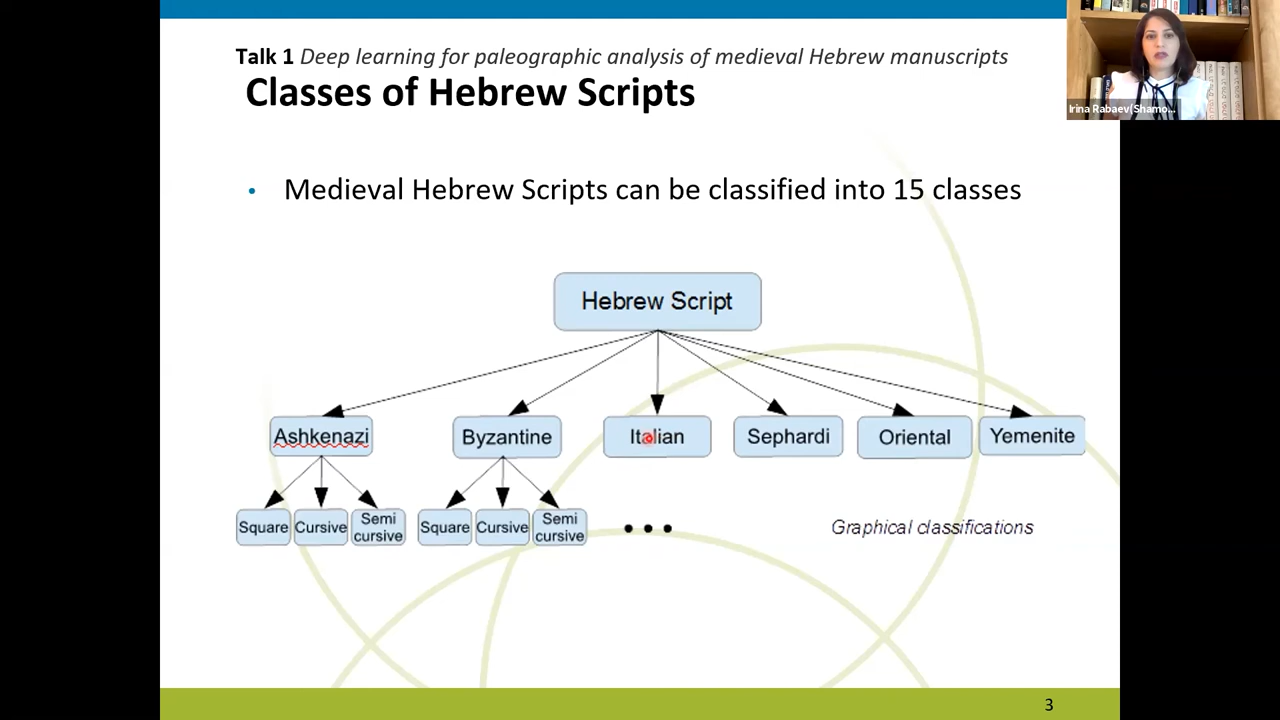 Talk 1 Deep learning for paleographic analysis of medieval Hebrew manuscripts
Classes of Hebrew Scripts
Irina Rabaev(Shamo...
• Medieval Hebrew Scripts can be classified into 15 classes
Hebrew Script
Ashkenazi Byzantine Italian Sephardi Oriental Yemenite
Square Cursive Semi cursive Square Cursive Semi cursive • • • Graphical classifications
3